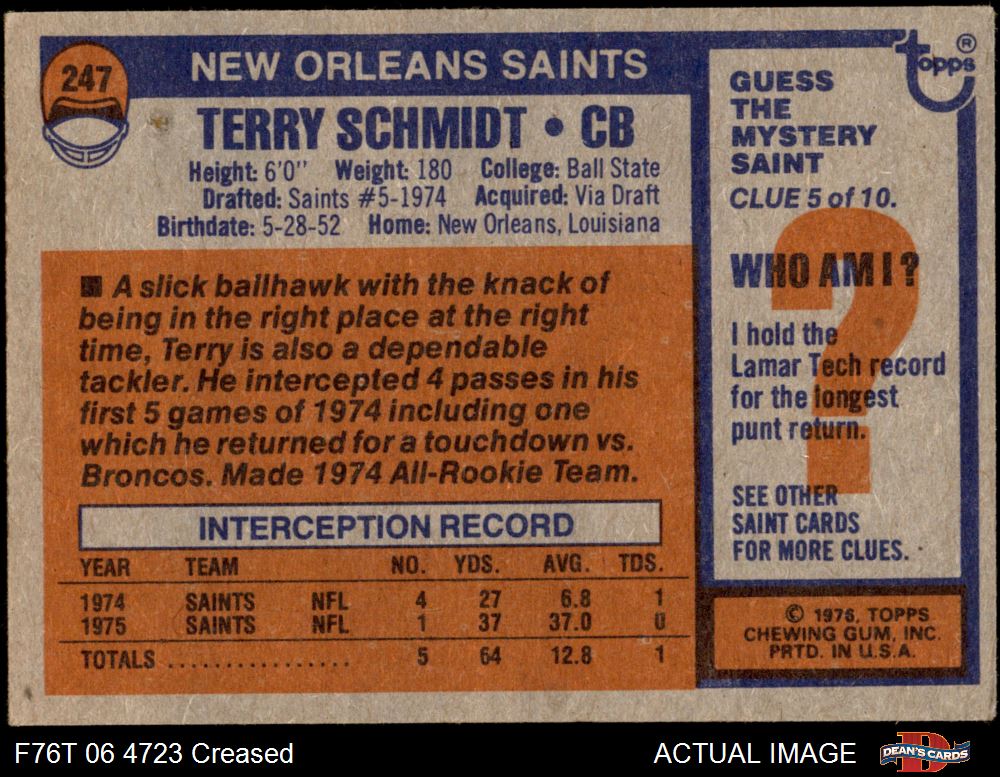 247
NEW ORLEANS SAINTS
TERRY SCHMIDT • CB
Height: 6'0'' Weight: 180 College: Ball State
Drafted: Saints #5-1974 Acquired: Via Draft
Birthdate: 5-28-52 Home: New Orleans, Louisiana
■ A slick ballhawk with the knack of
being in the right place at the right
time, Terry is also a dependable
tackler. He intercepted 4 passes in his
first 5 games of 1974 including one
which he returned for a touchdown vs.
Broncos. Made 1974 All-Rookie Team.
INTERCEPTION RECORD
YEAR TEAM NO. YDS. AVG. TDS.
1974 SAINTS NFL 4 27 6.8 1
1975 SAINTS NFL 1 37 37.0 0
TOTALS ................ 5 64 12.8 1
topps ®
GUESS
THE
MYSTERY
SAINT
CLUE 5 of 10.
WHO AM I ?
I hold the
Lamar Tech record
for the longest
punt return.
SEE OTHER
SAINT CARDS
FOR MORE CLUES.
© 1976, TOPPS
CHEWING GUM, INC.
PRTD. IN U.S.A.
F76T 06 4723 Creased
ACTUAL IMAGE
DEAN'S CARDS